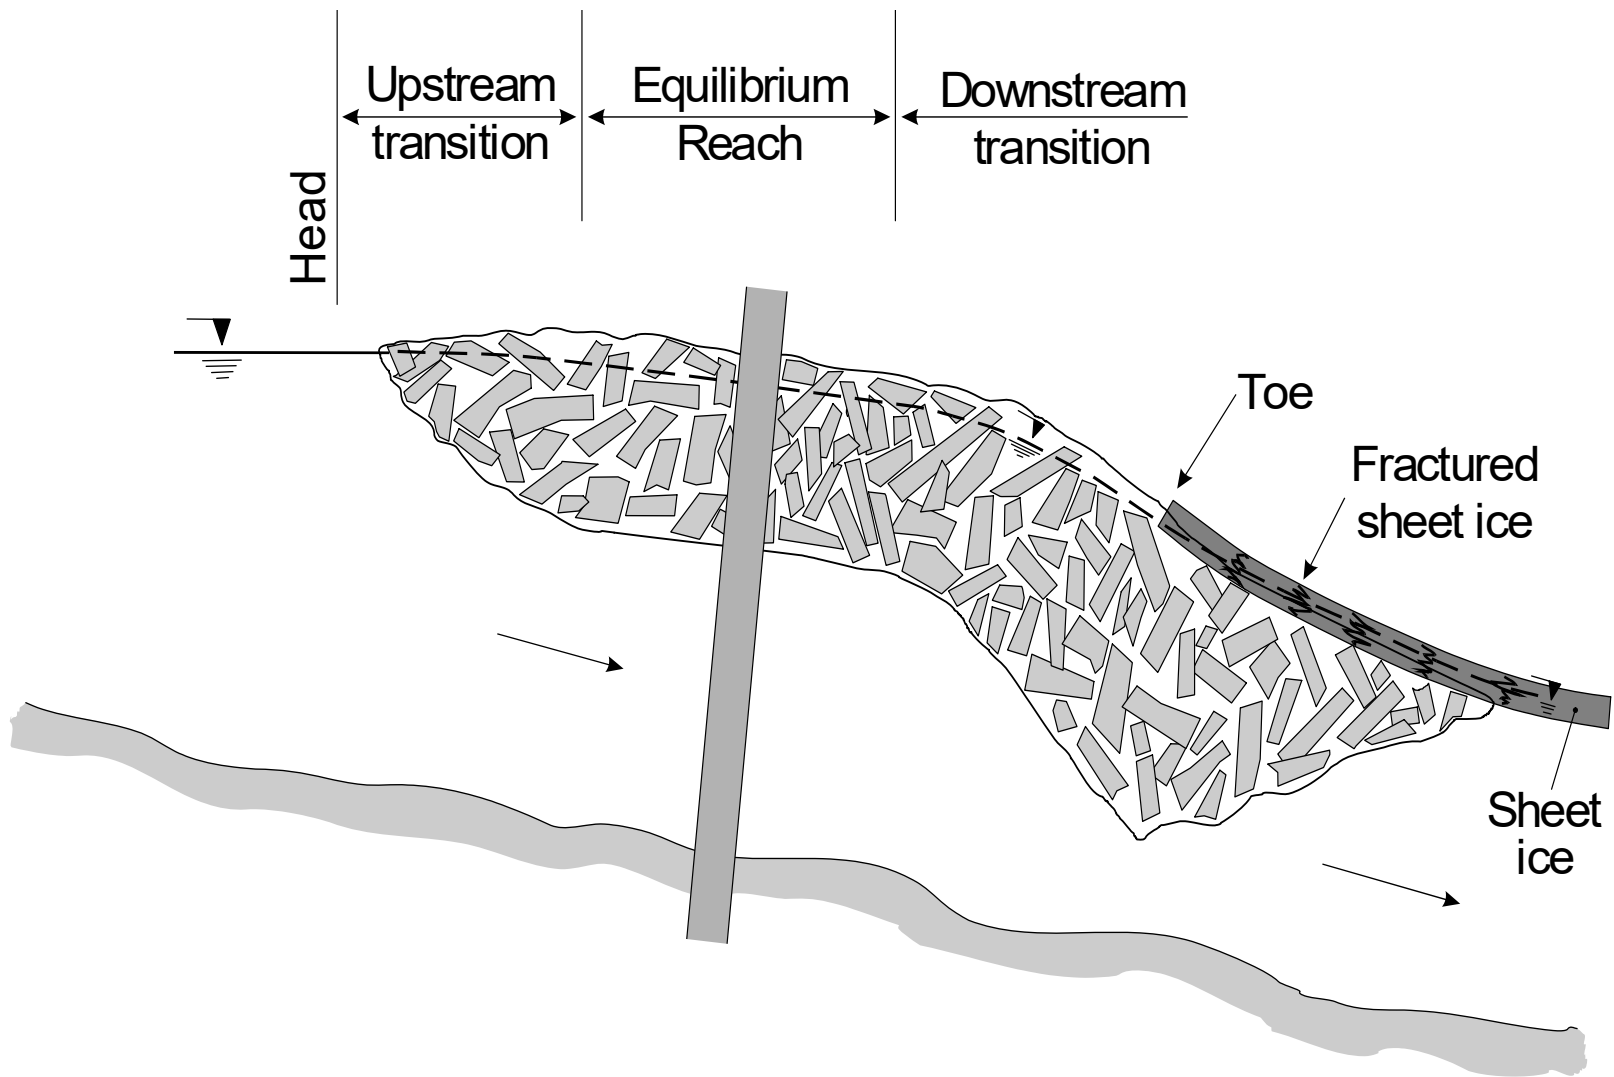 Upstream
transition
Equilibrium
Reach
Downstream
transition
Head
Toe
Fractured
sheet ice
Sheet
ice